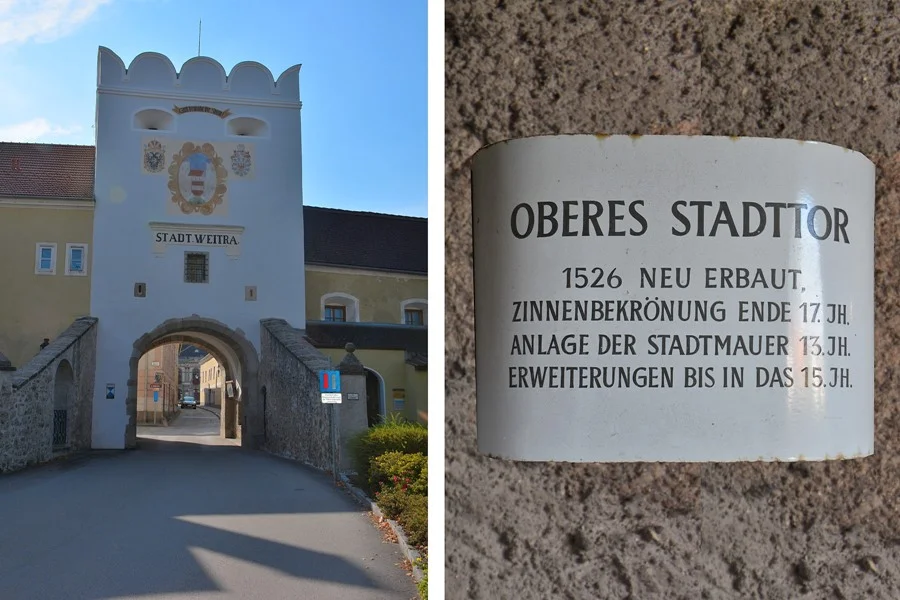 STADT.WEITRA.
OBERES STADTTOR
1526 NEU ERBAUT,
ZINNENBEKRÖNUNG ENDE 17. JH.
ANLAGE DER STADTMAUER 13. JH.
ERWEITERUNGEN BIS IN DAS 15. JH.